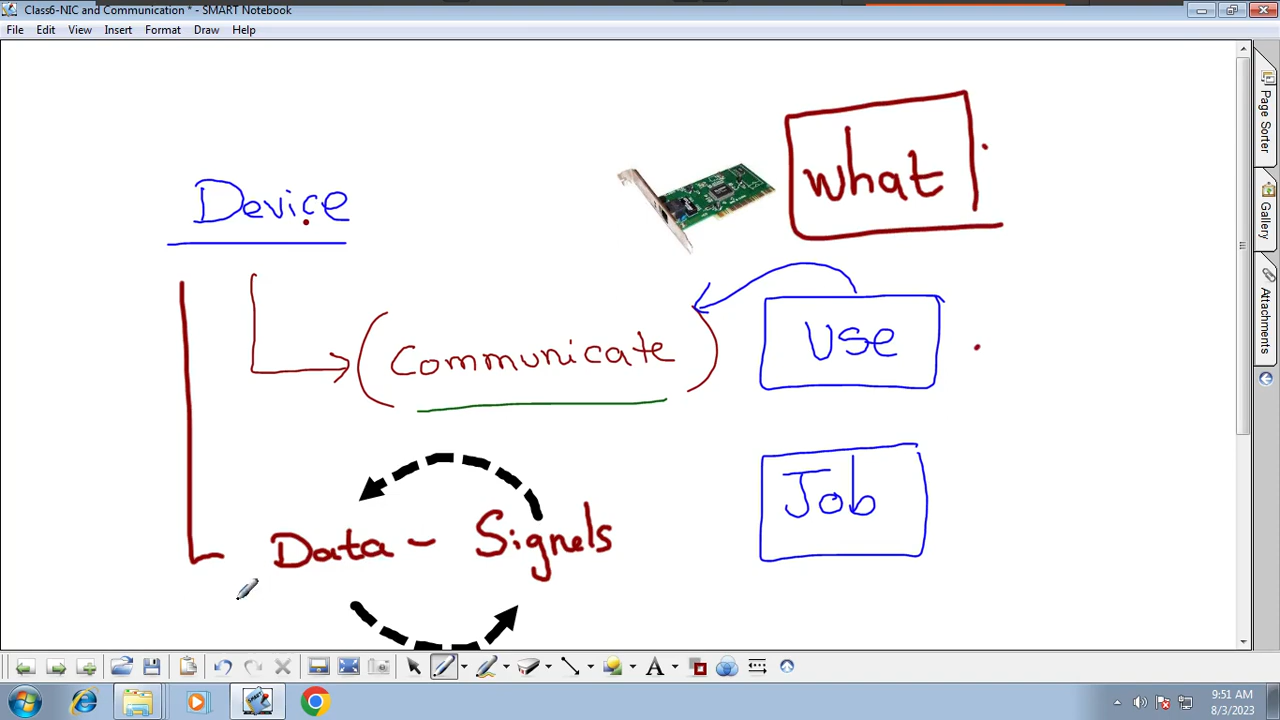 Class6-NIC and Communication * - SMART Notebook
File Edit View Insert Format Draw Help
what
Device
Use
(Communicate)
Job
Data - Signels
Page Sorter
Gallery
Attachments
9:51 AM
8/3/2023